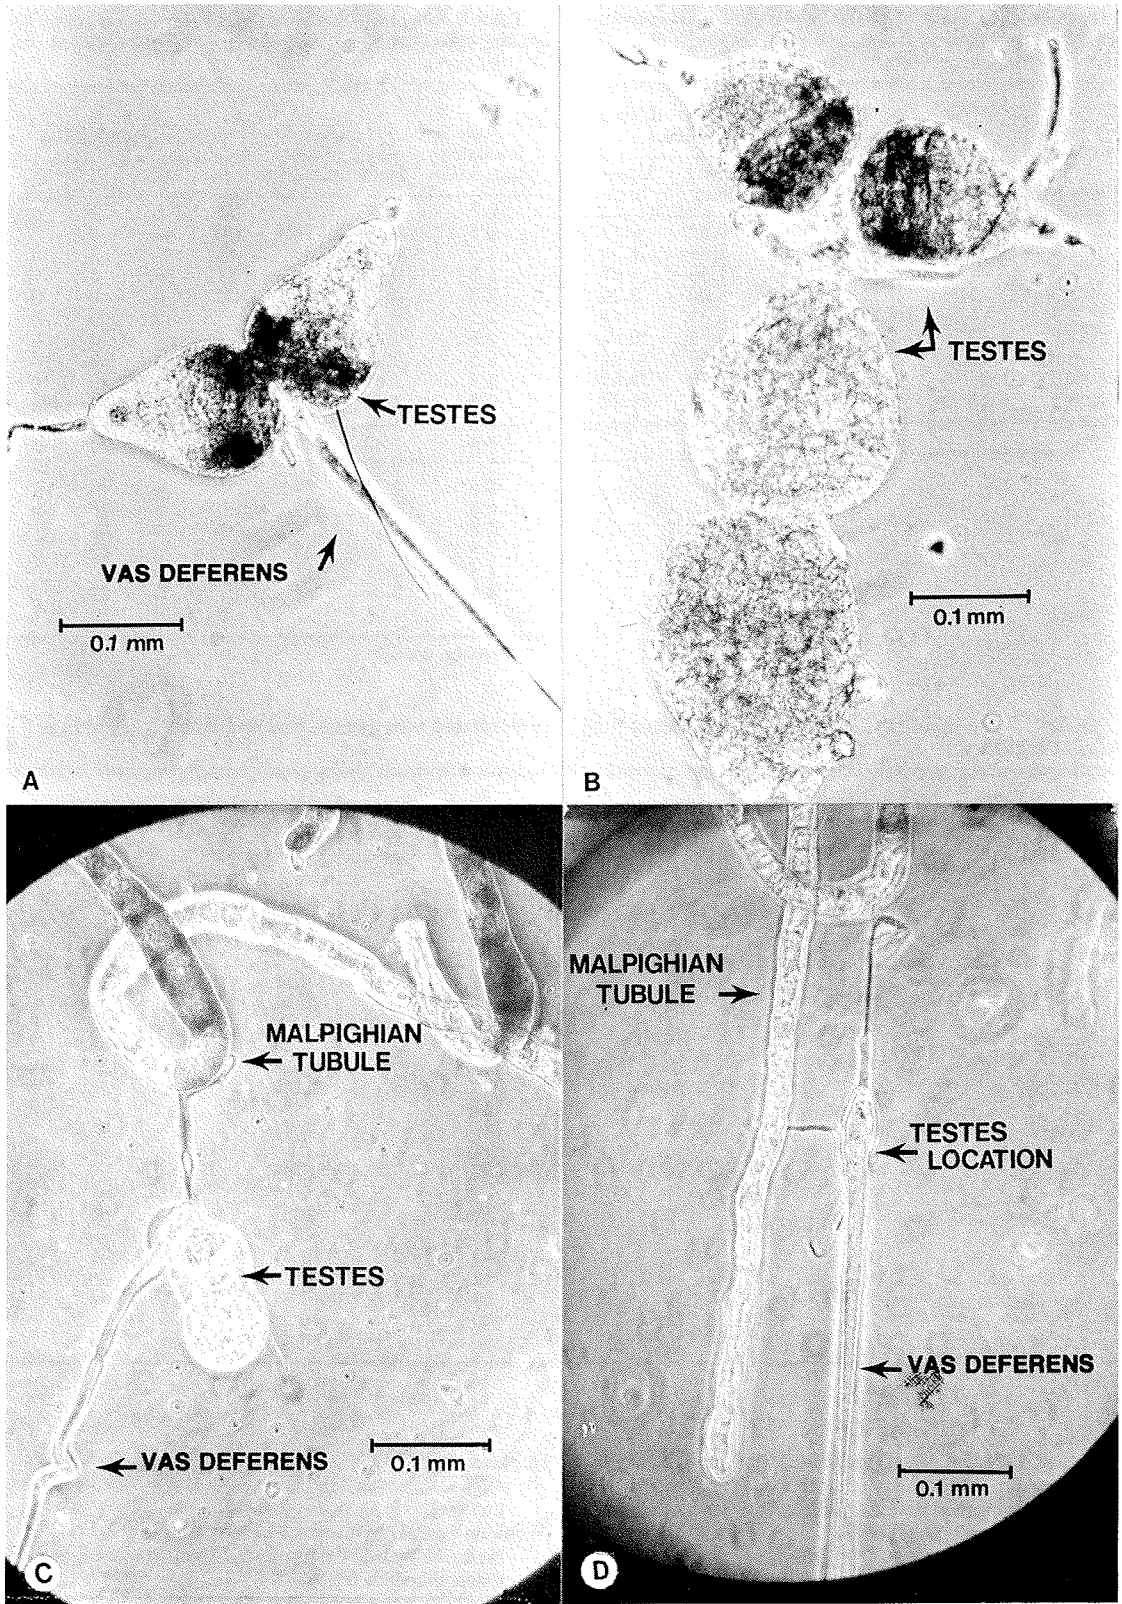 TESTES
VAS DEFERENS
0.1 mm
A
TESTES
0.1 mm
B
MALPIGHIAN
TUBULE
TESTES
VAS DEFERENS
0.1 mm
C
MALPIGHIAN
TUBULE
TESTES
LOCATION
VAS DEFERENS
0.1 mm
D